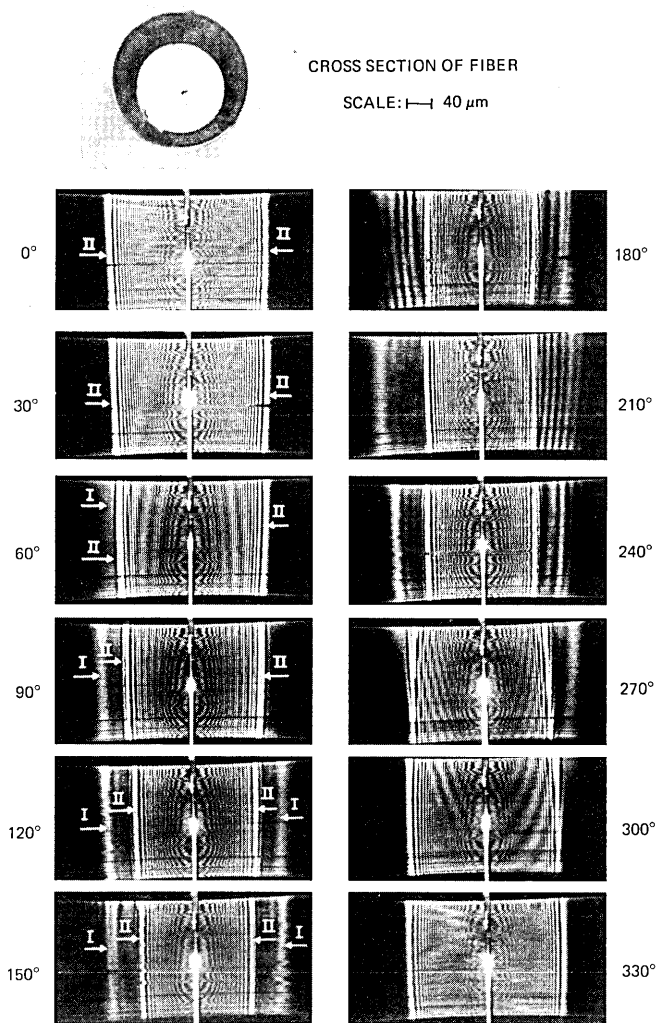 CROSS SECTION OF FIBER
SCALE: 40 µm
II II
0°
180°
II
II
30°
210°
I
II
II
60°
240°
II
I
II
90°
270°
II
II
I
I
120°
300°
I
II
II
I
150°
330°